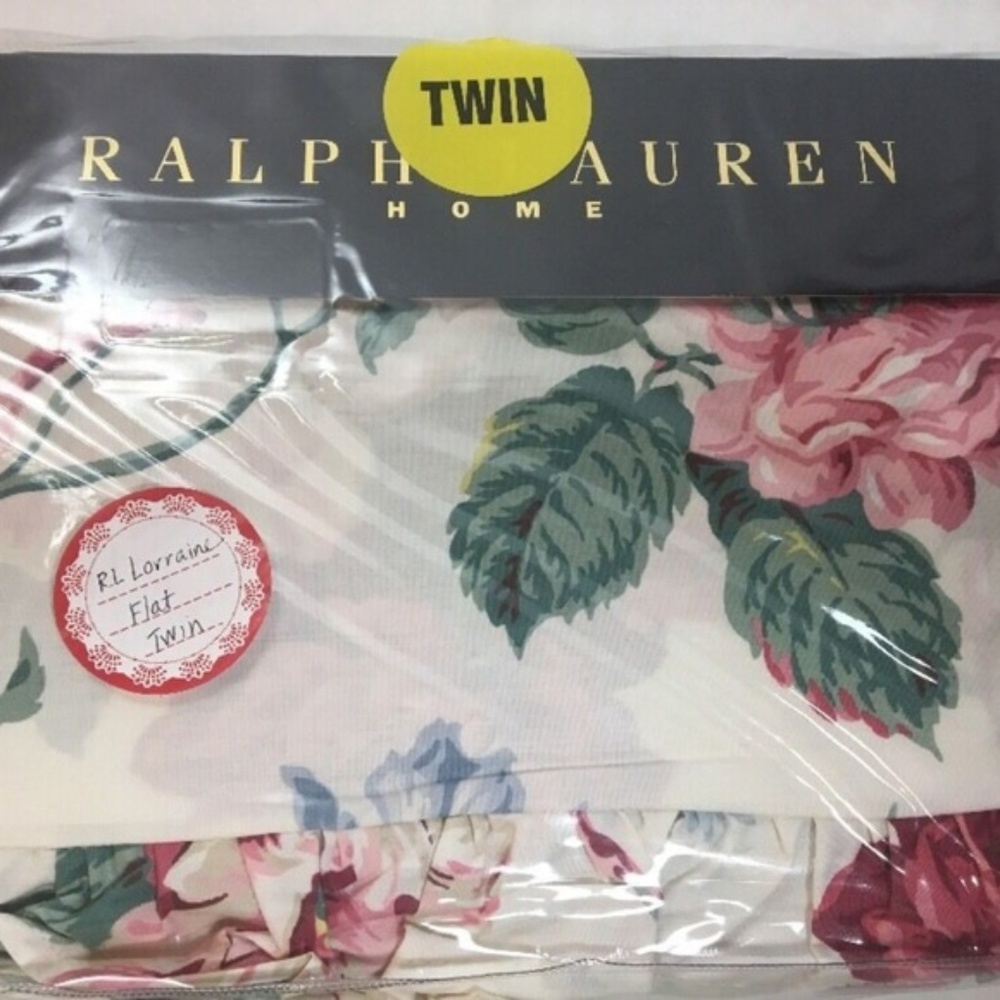 TWIN
RALPH AUREN
HOME
RL Lorraine
Flat
Twin